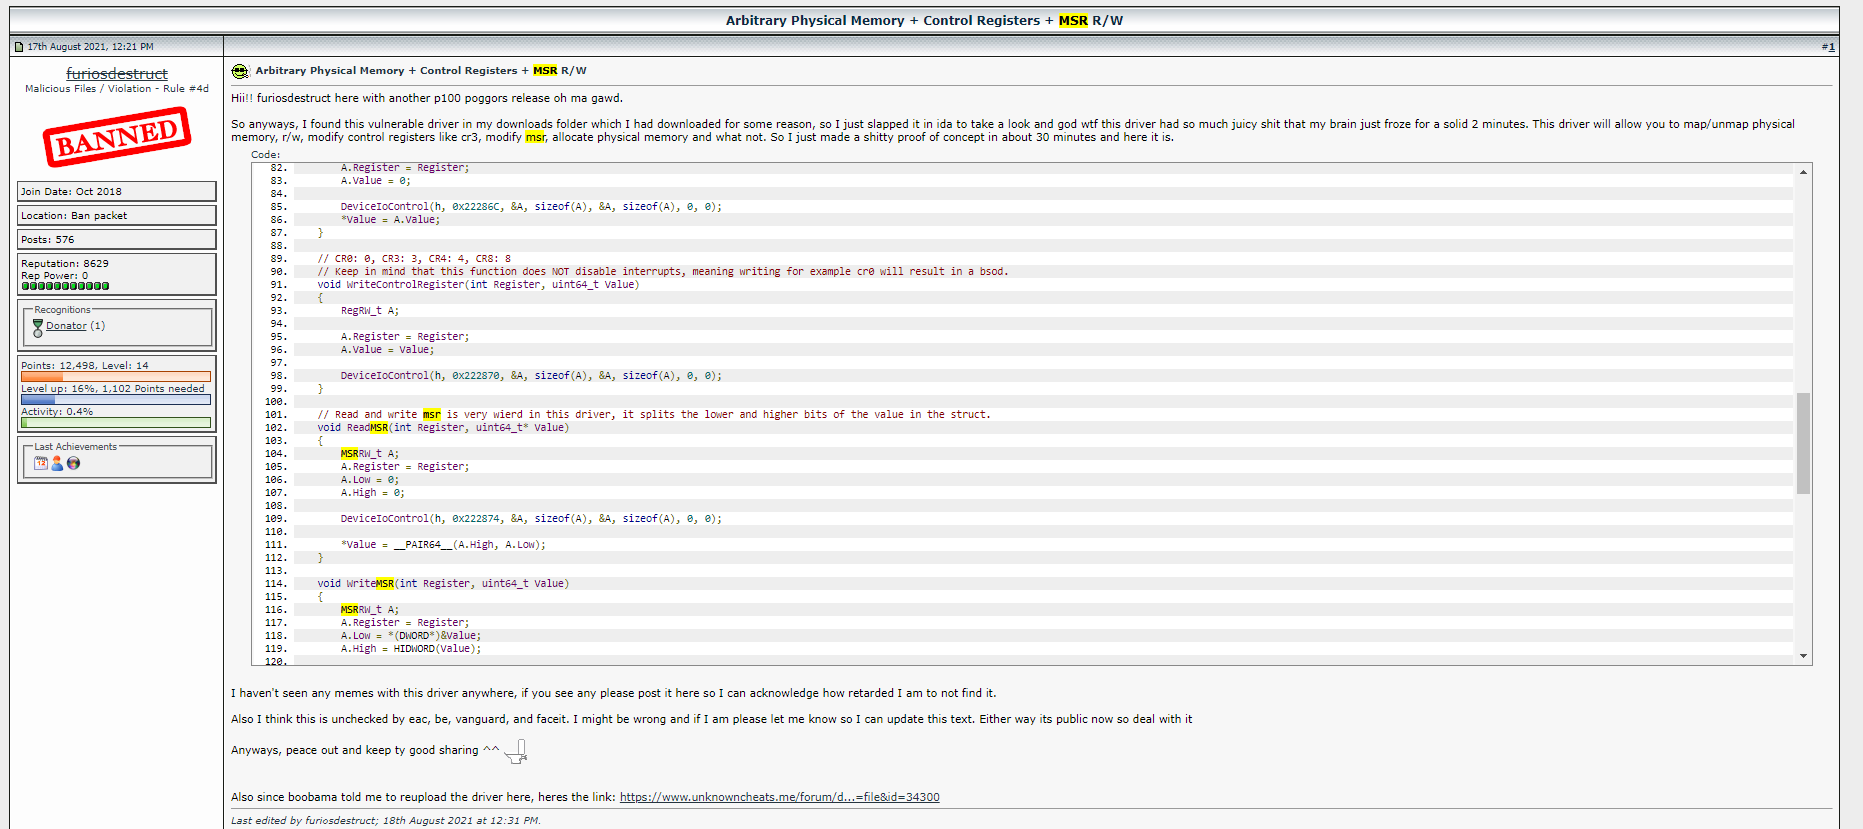 Arbitrary Physical Memory + Control Registers + MSR R/W
17th August 2021, 12:21 PM
#1
furiosdestruct
Malicious Files / Violation - Rule #4d
BANNED
Join Date: Oct 2018
Location: Ban packet
Posts: 576
Reputation: 8629
Rep Power: 0
Recognitions
Donator (1)
Points: 12,498, Level: 14
Level up: 16%, 1,102 Points needed
Activity: 0.4%
Last Achievements
12
Arbitrary Physical Memory + Control Registers + MSR R/W
Hii!! furiosdestruct here with another p100 poggors release oh ma gawd.
So anyways, I found this vulnerable driver in my downloads folder which I had downloaded for some reason, so I just slapped it in ida to take a look and god wtf this driver had so much juicy shit that my brain just froze for a solid 2 minutes. This driver will allow you to map/unmap physical
memory, r/w, modify control registers like cr3, modify msr, allocate physical memory and what not. So I just made a shitty proof of concept in about 30 minutes and here it is.
Code:
82. A.Register = Register;
83. A.Value = 0;
84.
85. DeviceIoControl(h, 0x22286C, &A, sizeof(A), &A, sizeof(A), 0, 0);
86. *Value = A.Value;
87. }
88.
89. // CR0: 0, CR3: 3, CR4: 4, CR8: 8
90. // Keep in mind that this function does NOT disable interrupts, meaning writing for example cr0 will result in a bsod.
91. void WriteControlRegister(int Register, uint64_t Value)
92. {
93. RegRW_t A;
94.
95. A.Register = Register;
96. A.Value = Value;
97.
98. DeviceIoControl(h, 0x222870, &A, sizeof(A), &A, sizeof(A), 0, 0);
99. }
100.
101. // Read and write msr is very wierd in this driver, it splits the lower and higher bits of the value in the struct.
102. void ReadMSR(int Register, uint64_t* Value)
103. {
104. MSRRW_t A;
105. A.Register = Register;
106. A.Low = 0;
107. A.High = 0;
108.
109. DeviceIoControl(h, 0x222874, &A, sizeof(A), &A, sizeof(A), 0, 0);
110.
111. *Value = __PAIR64__(A.High, A.Low);
112. }
113.
114. void WriteMSR(int Register, uint64_t Value)
115. {
116. MSRRW_t A;
117. A.Register = Register;
118. A.Low = *(DWORD*)&Value;
119. A.High = HIDWORD(Value);
120.
I haven't seen any memes with this driver anywhere, if you see any please post it here so I can acknowledge how retarded I am to not find it.
Also I think this is unchecked by eac, be, vanguard, and faceit. I might be wrong and if I am please let me know so I can update this text. Either way its public now so deal with it
Anyways, peace out and keep ty good sharing ^^
Also since boobama told me to reupload the driver here, heres the link: https://www.unknowncheats.me/forum/d...=file&id=34300
Last edited by furiosdestruct; 18th August 2021 at 12:31 PM.